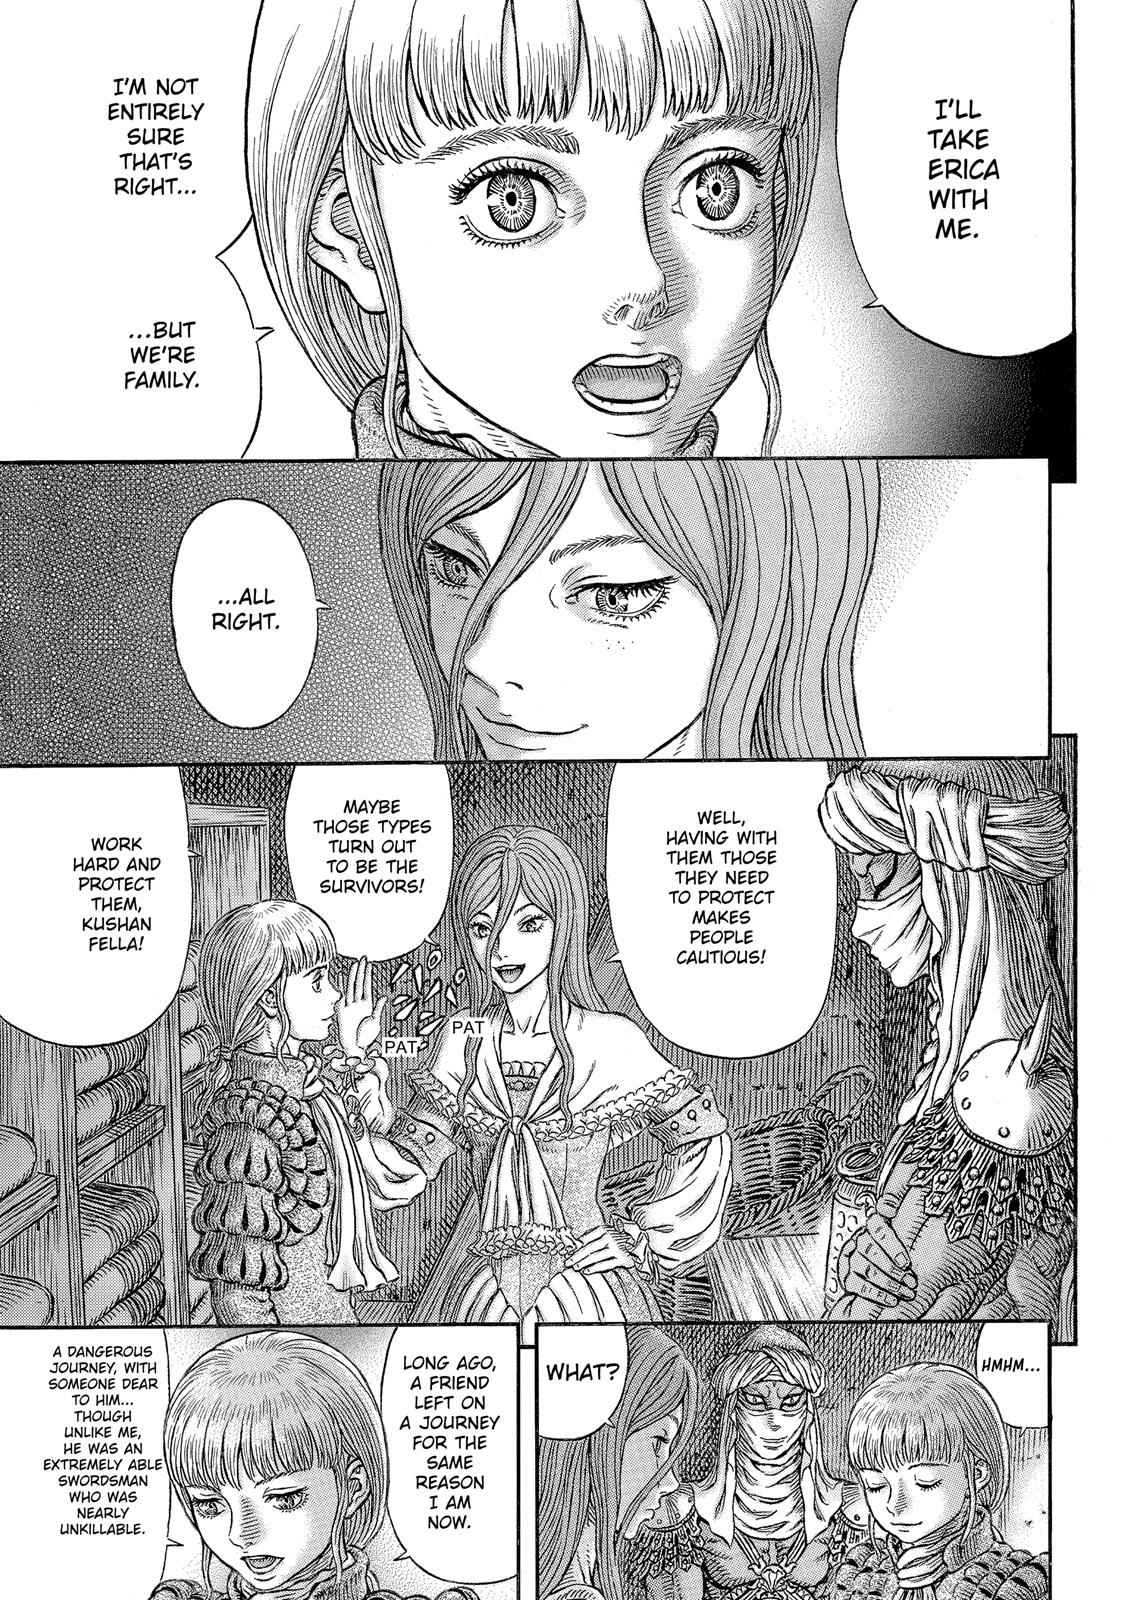 I'LL
TAKE
ERICA
WITH
ME.
I'M NOT
ENTIRELY
SURE
THAT'S
RIGHT...
...BUT
WE'RE
FAMILY.
...ALL
RIGHT.
WELL,
HAVING WITH
THEM THOSE
THEY NEED
TO PROTECT
MAKES
PEOPLE
CAUTIOUS!
MAYBE
THOSE TYPES
TURN OUT
TO BE THE
SURVIVORS!
PAT
PAT
WORK
HARD AND
PROTECT
THEM,
KUSHAN
FELLA!
HMHM...
WHAT?
LONG AGO,
A FRIEND
LEFT ON
A JOURNEY
FOR THE
SAME
REASON
I AM
NOW.
A DANGEROUS
JOURNEY, WITH
SOMEONE DEAR
TO HIM...
THOUGH
UNLIKE ME,
HE WAS AN
EXTREMELY ABLE
SWORDSMAN
WHO WAS
NEARLY
UNKILLABLE.